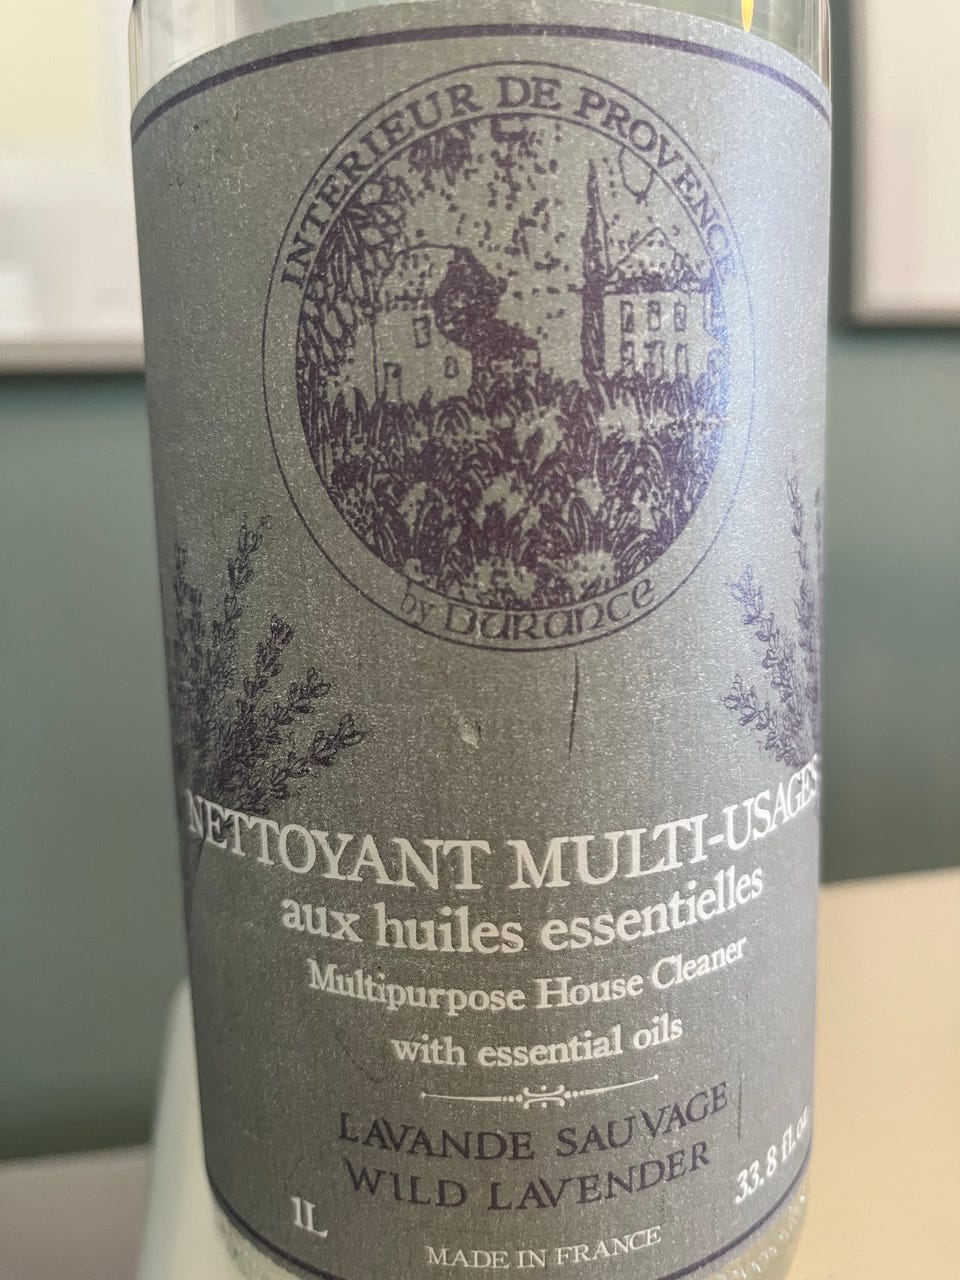 INTÉRIEUR DE PROVENCE
by DURANCE
NETTOYANT MULTI-USAGES
aux huiles essentielles
Multipurpose House Cleaner
with essential oils
LAVANDE SAUVAGE
WILD LAVENDER
1L
33.8 fl. oz
MADE IN FRANCE